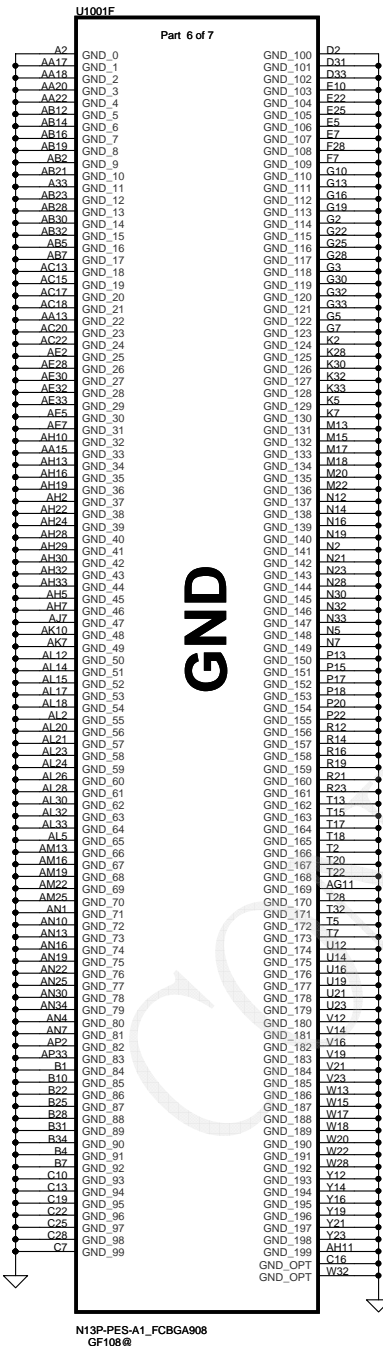 U1001F
Part 6 of 7
A2 GND_0 GND_100 D2
AA17 GND_1 GND_101 D31
AA18 GND_2 GND_102 D33
AA20 GND_3 GND_103 E10
AA22 GND_4 GND_104 E22
AB12 GND_5 GND_105 E25
AB14 GND_6 GND_106 E5
AB16 GND_7 GND_107 E7
AB19 GND_8 GND_108 F28
AB2 GND_9 GND_109 F7
AB21 GND_10 GND_110 G10
A33 GND_11 GND_111 G13
AB23 GND_12 GND_112 G16
AB28 GND_13 GND_113 G19
AB30 GND_14 GND_114 G2
AB32 GND_15 GND_115 G22
AB5 GND_16 GND_116 G25
AB7 GND_17 GND_117 G28
AC13 GND_18 GND_118 G3
AC15 GND_19 GND_119 G30
AC17 GND_20 GND_120 G32
AC18 GND_21 GND_121 G33
AA13 GND_22 GND_122 G5
AC20 GND_23 GND_123 G7
AC22 GND_24 GND_124 K2
AE2 GND_25 GND_125 K28
AE28 GND_26 GND_126 K30
AE30 GND_27 GND_127 K32
AE32 GND_28 GND_128 K33
AE33 GND_29 GND_129 K5
AE5 GND_30 GND_130 K7
AE7 GND_31 GND_131 M13
AH10 GND_32 GND_132 M15
AA15 GND_33 GND_133 M17
AH13 GND_34 GND_134 M18
AH16 GND_35 GND_135 M20
AH19 GND_36 GND_136 M22
AH2 GND_37 GND_137 N12
AH22 GND_38 GND_138 N14
AH24 GND_39 GND_139 N16
AH28 GND_40 GND_140 N19
AH29 GND_41 GND_141 N2
AH30 GND_42 GND_142 N21
AH32 GND_43 GND_143 N23
AH33 GND_44 GND_144 N28
AH5 GND_45 GND_145 N30
AH7 GND_46 GND_146 N32
AJ7 GND_47 GND_147 N33
AK10 GND_48 GND_148 N5
AK7 GND_49 GND_149 N7
AL12 GND_50 GND_150 P13
AL14 GND_51 GND_151 P15
AL15 GND_52 GND_152 P17
AL17 GND_53 GND_153 P18
AL18 GND_54 GND_154 P20
AL2 GND_55 GND_155 P22
AL20 GND_56 GND_156 R12
AL21 GND_57 GND_157 R14
AL23 GND_58 GND_158 R16
AL24 GND_59 GND_159 R19
AL26 GND_60 GND_160 R21
AL28 GND_61 GND_161 R23
AL30 GND_62 GND_162 T13
AL32 GND_63 GND_163 T15
AL33 GND_64 GND_164 T17
AL5 GND_65 GND_165 T18
AM13 GND_66 GND_166 T2
AM16 GND_67 GND_167 T20
AM19 GND_68 GND_168 T22
AM22 GND_69 GND_169 AG11
AM25 GND_70 GND_170 T28
AN1 GND_71 GND_171 T32
AN10 GND_72 GND_172 T5
AN13 GND_73 GND_173 T7
AN16 GND_74 GND_174 U12
AN19 GND_75 GND_175 U14
AN22 GND_76 GND_176 U16
AN25 GND_77 GND_177 U19
AN30 GND_78 GND_178 U21
AN34 GND_79 GND_179 U23
AN4 GND_80 GND_180 V12
AN7 GND_81 GND_181 V14
AP2 GND_82 GND_182 V16
AP33 GND_83 GND_183 V19
B1 GND_84 GND_184 V21
B10 GND_85 GND_185 V23
B22 GND_86 GND_186 W13
B25 GND_87 GND_187 W15
B28 GND_88 GND_188 W17
B31 GND_89 GND_189 W18
B34 GND_90 GND_190 W20
B4 GND_91 GND_191 W22
B7 GND_92 GND_192 W28
C10 GND_93 GND_193 Y12
C13 GND_94 GND_194 Y14
C19 GND_95 GND_195 Y16
C22 GND_96 GND_196 Y19
C25 GND_97 GND_197 Y21
C28 GND_98 GND_198 Y23
C7 GND_99 GND_199 AH11
GND_OPT C16
GND_OPT W32
GND
N13P-PES-A1_FCBGA908
GF108@